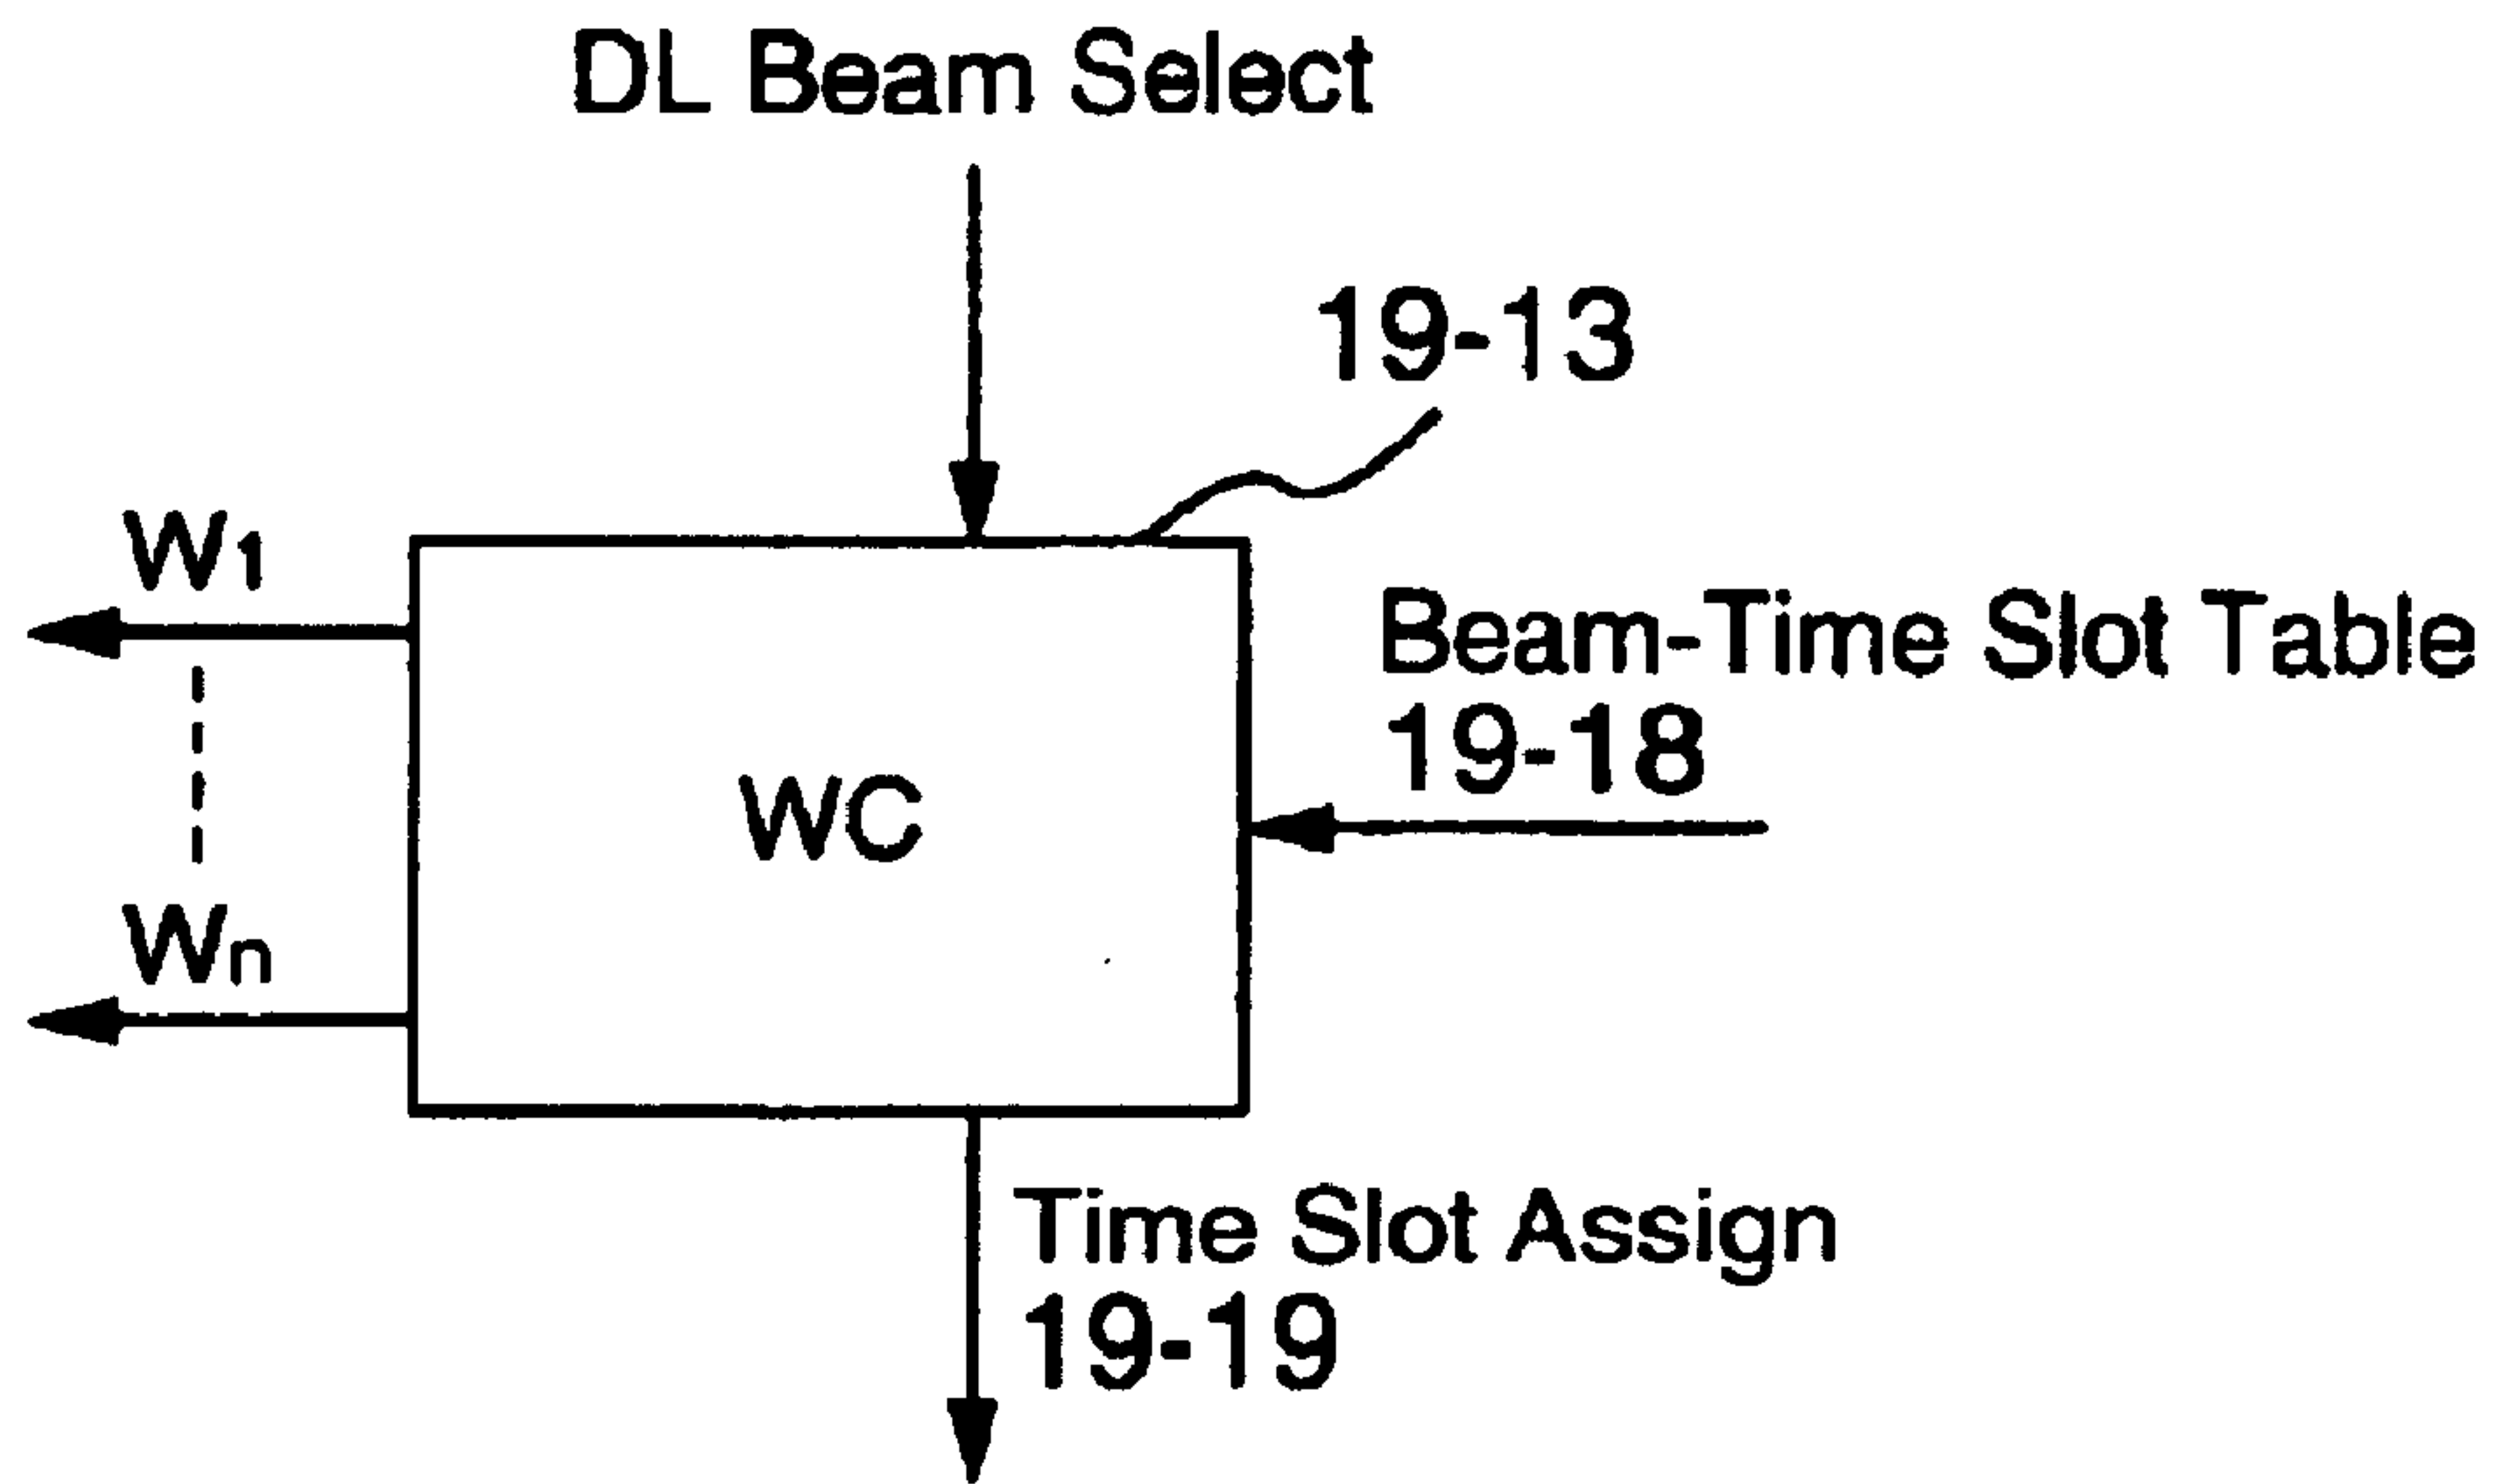 DL Beam Select
19-13
W1
Beam-Time Slot Table
19-18
WC
Wn
Time Slot Assign
19-19